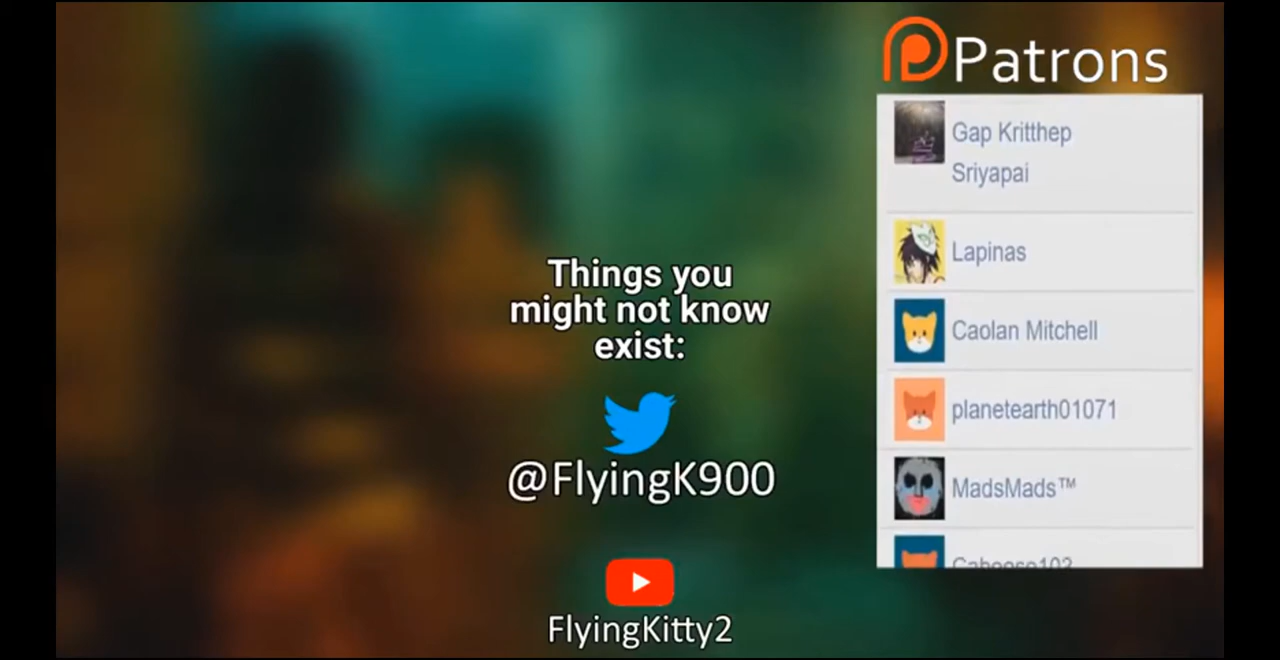 Patrons
Gap Kritthep
Sriyapai
Lapinas
Caolan Mitchell
planetearth01071
MadsMads™
Things you
might not know
exist:
@FlyingK900
FlyingKitty2